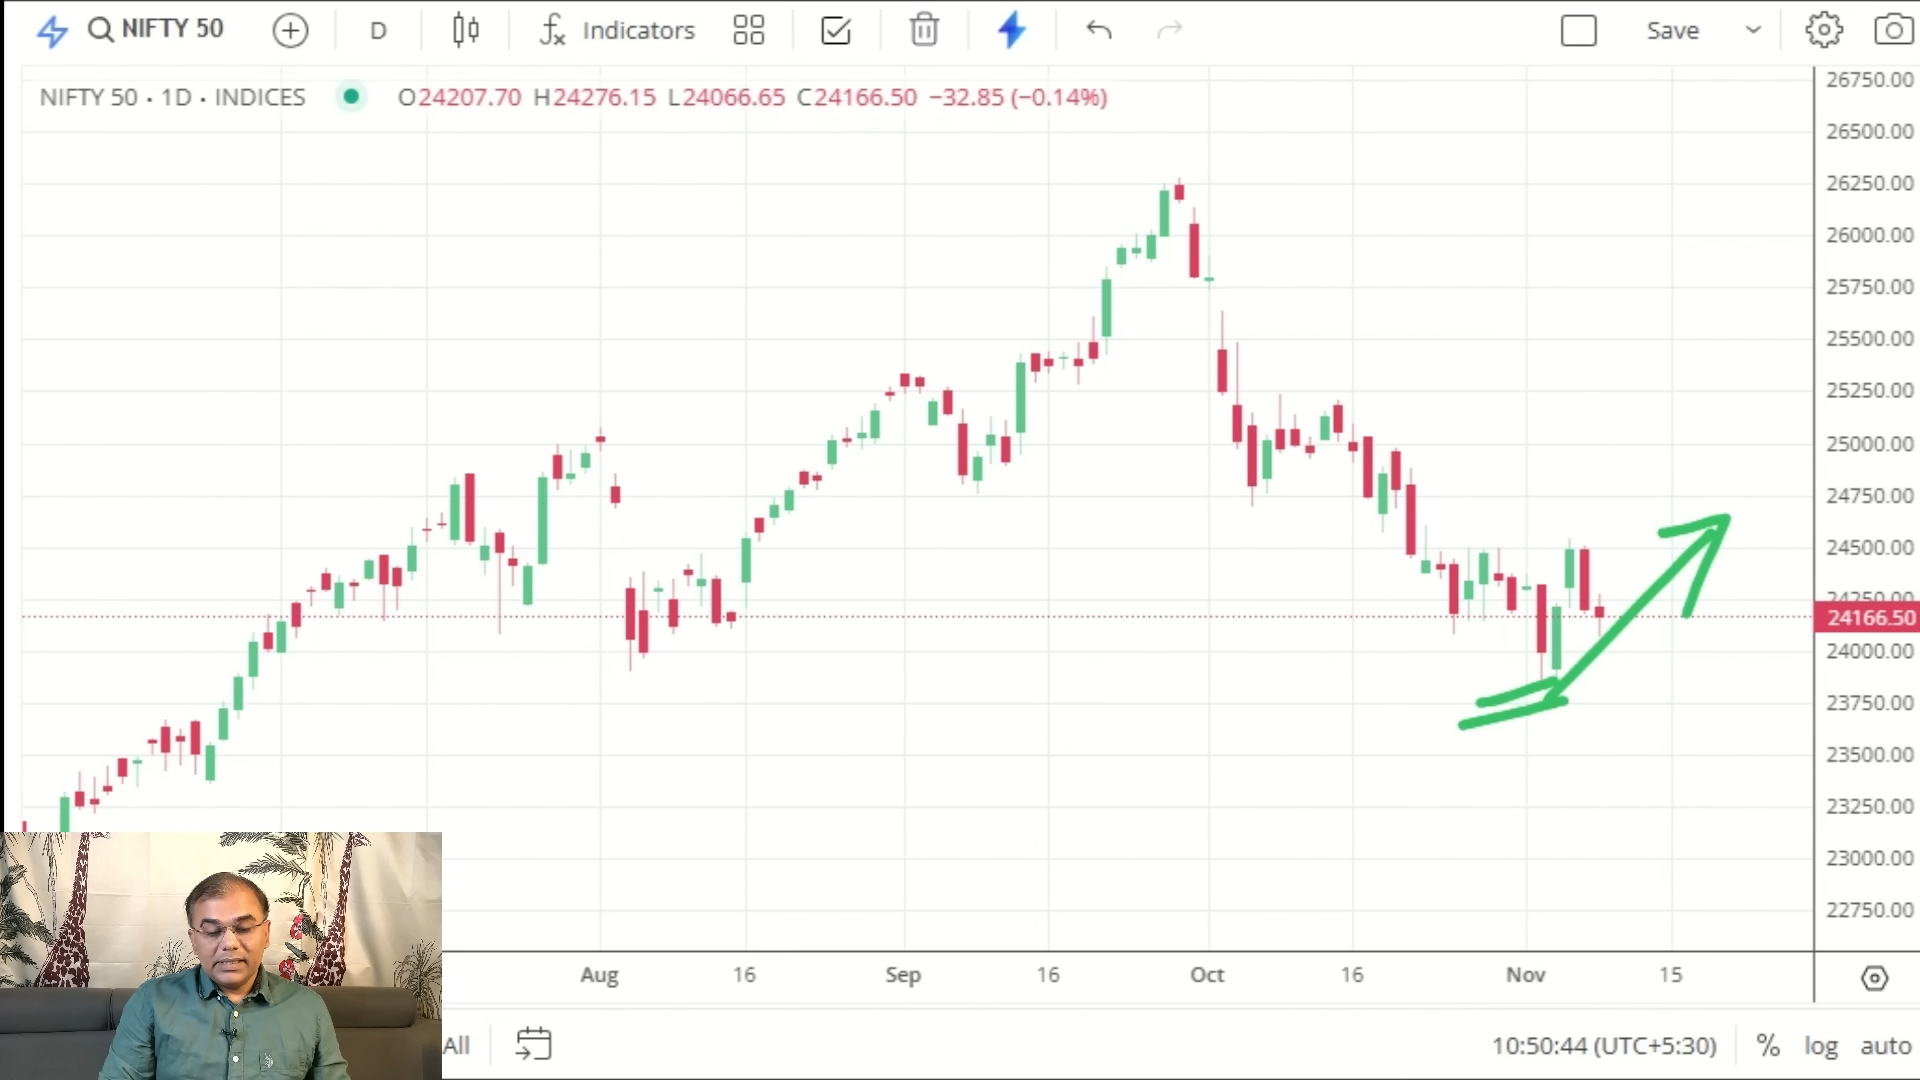 NIFTY 50
D
Indicators
Save
NIFTY 50 · 1D · INDICES O24207.70 H24276.15 L24066.65 C24166.50 −32.85 (−0.14%)
26750.00
26500.00
26250.00
26000.00
25750.00
25500.00
25250.00
25000.00
24750.00
24500.00
24250.00
24166.50
24000.00
23750.00
23500.00
23250.00
23000.00
22750.00
Aug 16 Sep 16 Oct 16 Nov 15
All
10:50:44 (UTC+5:30) % log auto